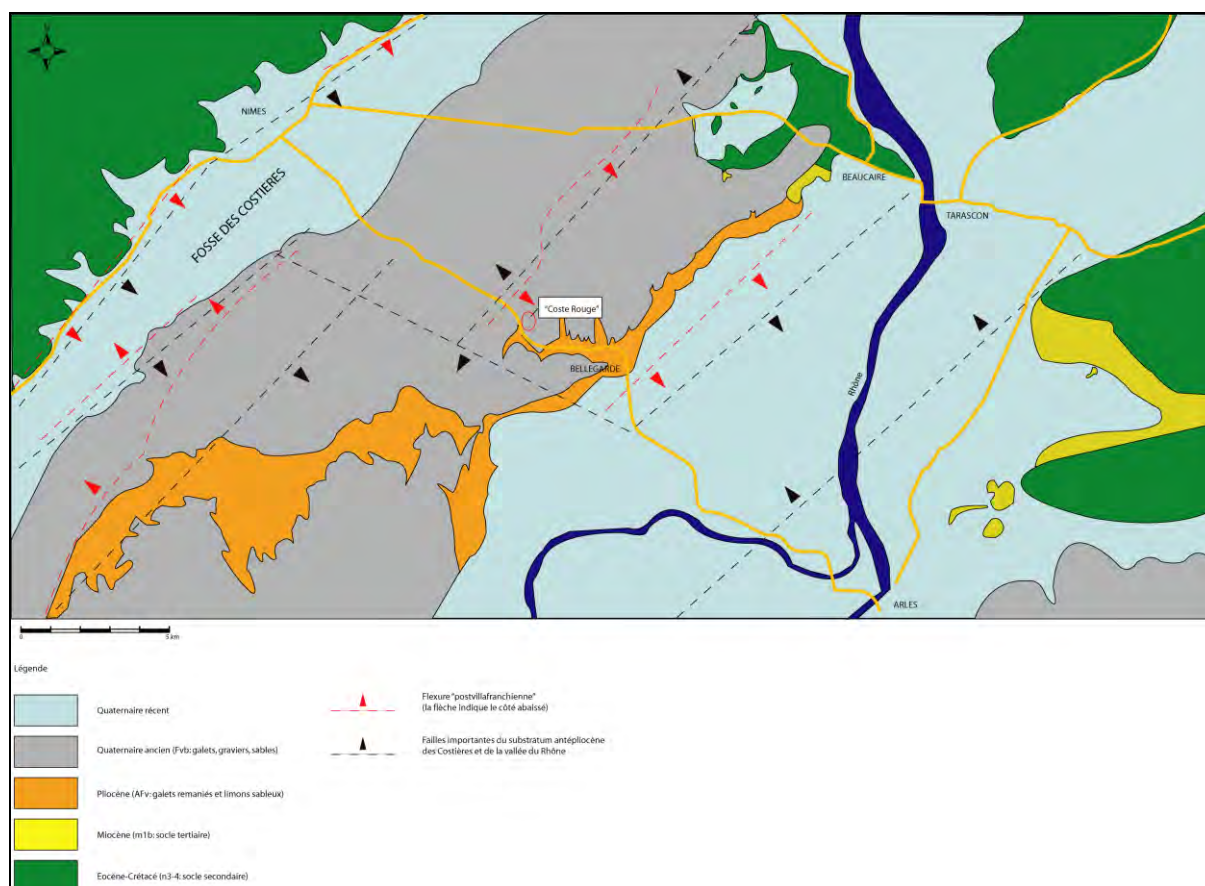 NIMES
FOSSE DES COSTIÈRES
BEAUCAIRE
TARASCON
"Coste Rouge"
BELLEGARDE
Rhône
ARLES
0 5 km
Légende
Quaternaire récent
Quaternaire ancien (Fvb: galets, graviers, sables)
Pliocène (AFv: galets remaniés et limons sableux)
Miocène (m1b: socle tertiaire)
Eocéne-Crétacé (n3-4: socle secondaire)
Flexure "postvillafranchienne"
(la flèche indique le côté abaissé)
Failles importantes du substratum antépliocène
des Costières et de la vallée du Rhône